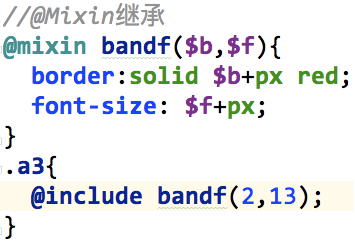 //@Mixin继承
@mixin bandf($b,$f){
  border:solid $b+px red;
  font-size: $f+px;
}
.a3{
  @include bandf(2,13);
}